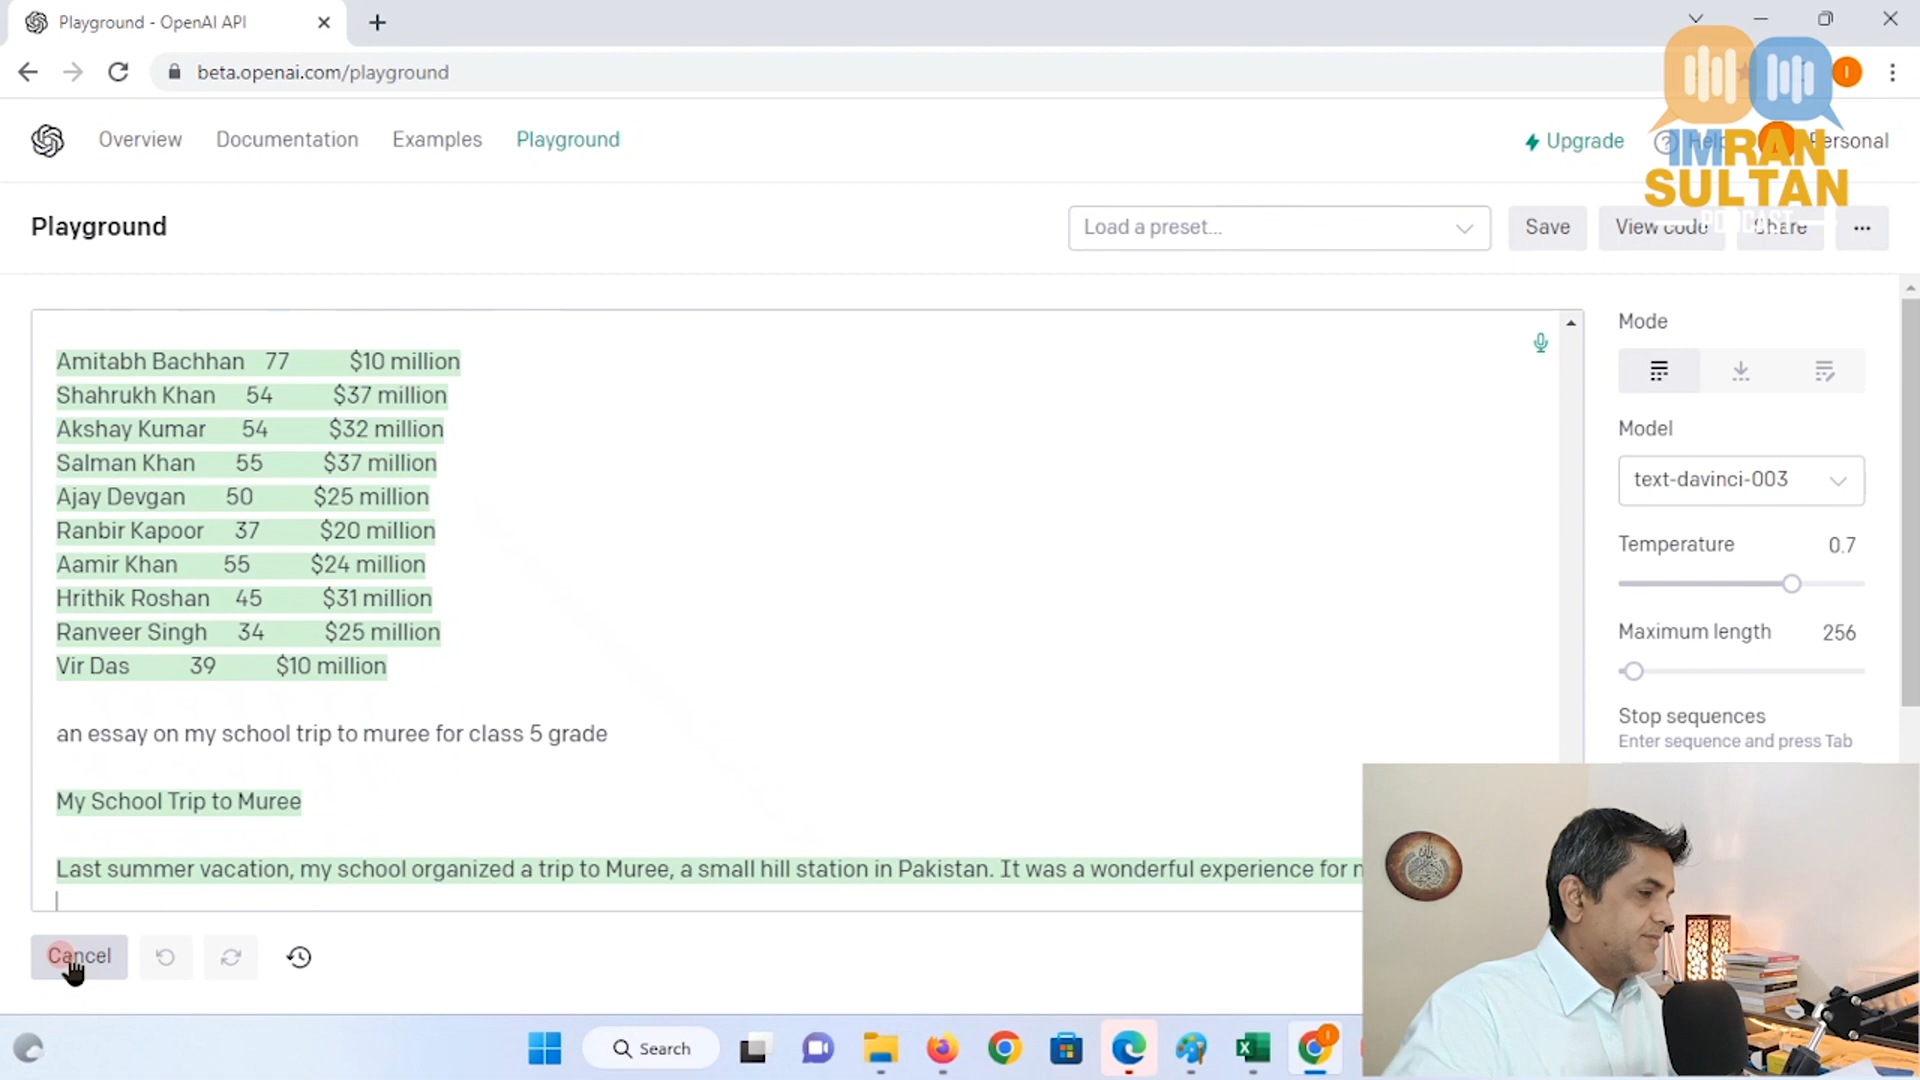 Playground - OpenAI API
beta.openai.com/playground
Overview
Documentation
Examples
Playground
Upgrade
Help
Personal
IMRAN
SULTAN
PODCAST
Playground
Load a preset...
Save
View code
Share
Amitabh Bachhan 77 $10 million
Shahrukh Khan 54 $37 million
Akshay Kumar 54 $32 million
Salman Khan 55 $37 million
Ajay Devgan 50 $25 million
Ranbir Kapoor 37 $20 million
Aamir Khan 55 $24 million
Hrithik Roshan 45 $31 million
Ranveer Singh 34 $25 million
Vir Das 39 $10 million
an essay on my school trip to muree for class 5 grade
My School Trip to Muree
Last summer vacation, my school organized a trip to Muree, a small hill station in Pakistan. It was a wonderful experience for
Mode
Model
text-davinci-003
Temperature 0.7
Maximum length 256
Stop sequences
Enter sequence and press Tab
Cancel
Search